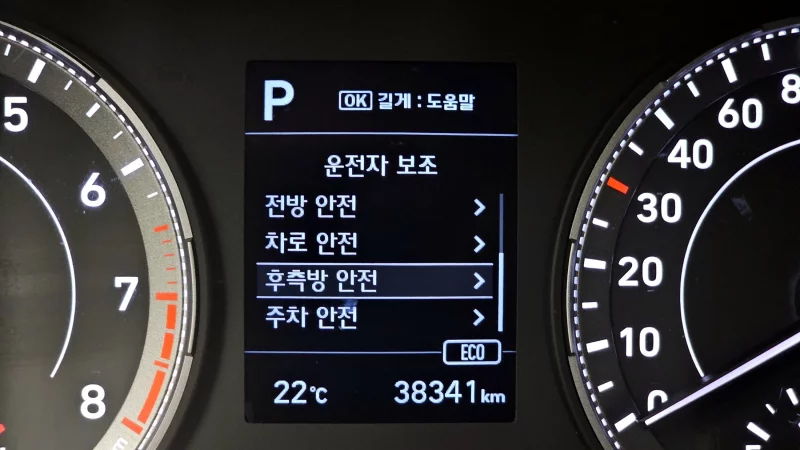 P
OK 길게 : 도움말
운전자 보조
전방 안전
차로 안전
후측방 안전
주차 안전
ECO
22℃ 38341km
5
6
7
8
80
60
40
30
20
10
0